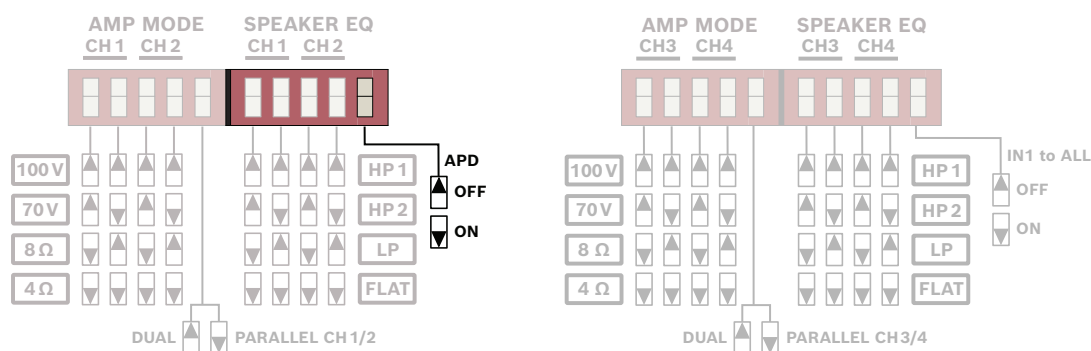 AMP MODE SPEAKER EQ
CH 1 CH 2 CH 1 CH 2
100 V HP 1
70 V HP 2
8 Ω LP
4 Ω FLAT
APD
OFF
ON
DUAL PARALLEL CH 1/2
AMP MODE SPEAKER EQ
CH3 CH4 CH3 CH4
100 V HP 1
70 V HP 2
8 Ω LP
4 Ω FLAT
IN1 to ALL
OFF
ON
DUAL PARALLEL CH 3/4